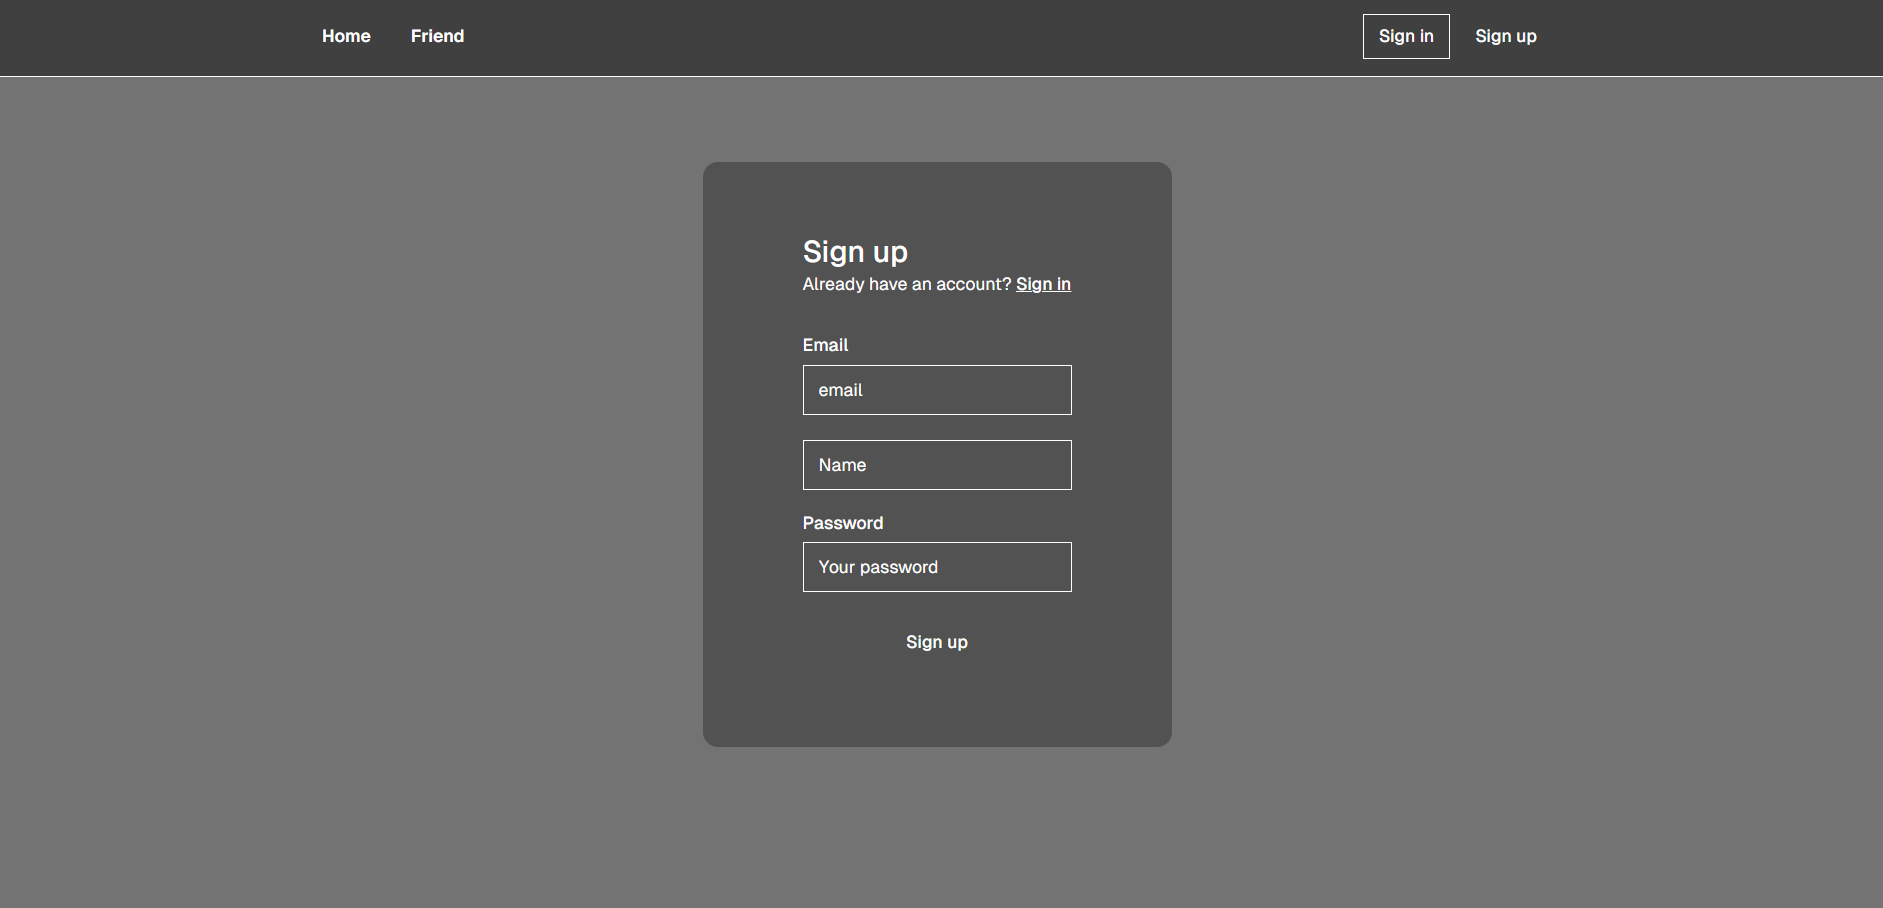 Home Friend Sign in Sign up
Sign up
Already have an account? Sign in
Email
email
Name
Password
Your password
Sign up